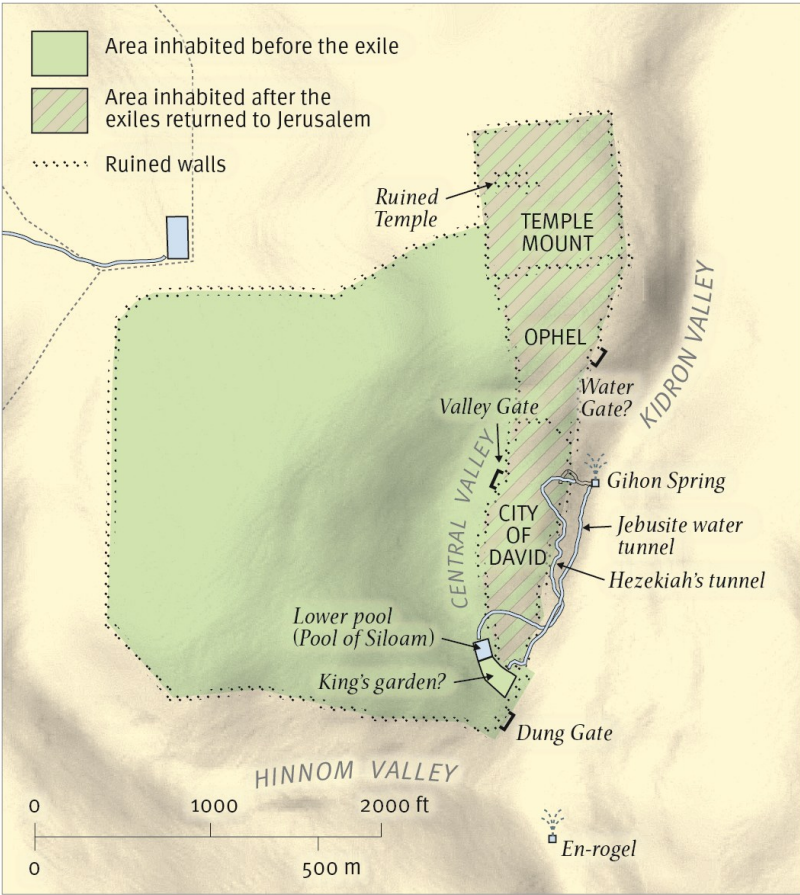 Area inhabited before the exile
Area inhabited after the
exiles returned to Jerusalem
Ruined walls
Ruined
Temple
TEMPLE
MOUNT
OPHEL
KIDRON VALLEY
Water
Gate?
Valley Gate
CENTRAL VALLEY
Gihon Spring
CITY
OF
DAVID
Jebusite water
tunnel
Hezekiah's tunnel
Lower pool
(Pool of Siloam)
King's garden?
Dung Gate
HINNOM VALLEY
0 1000 2000 ft
0 500 m
En-rogel